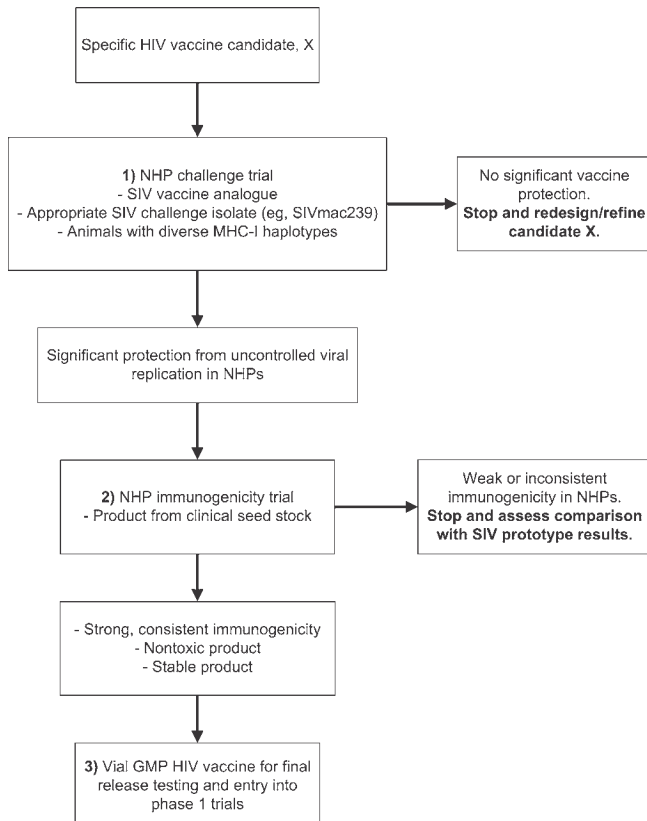 Specific HIV vaccine candidate, X
1) NHP challenge trial
- SIV vaccine analogue
- Appropriate SIV challenge isolate (eg, SIVmac239)
- Animals with diverse MHC-I haplotypes
No significant vaccine
protection.
Stop and redesign/refine
candidate X.
Significant protection from uncontrolled viral
replication in NHPs
2) NHP immunogenicity trial
- Product from clinical seed stock
Weak or inconsistent
immunogenicity in NHPs.
Stop and assess comparison
with SIV prototype results.
- Strong, consistent immunogenicity
- Nontoxic product
- Stable product
3) Vial GMP HIV vaccine for final
release testing and entry into
phase 1 trials